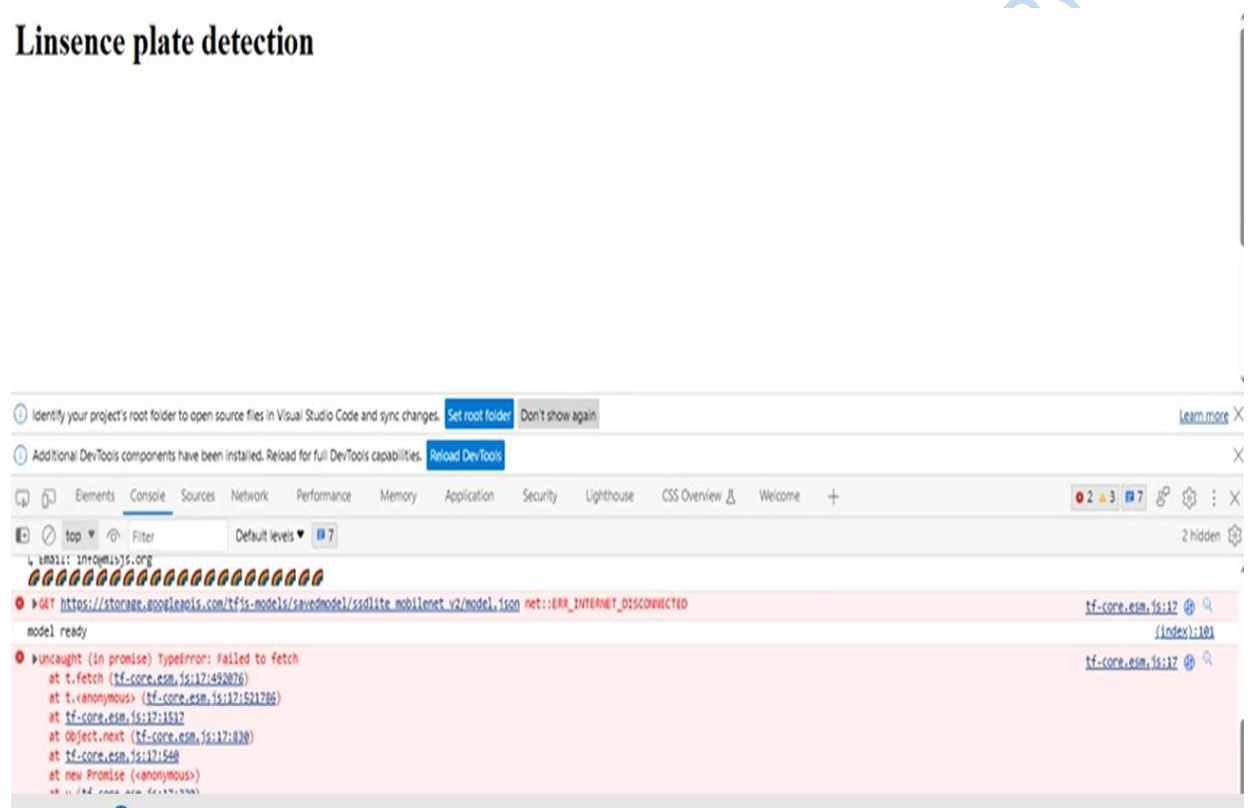 Linsence plate detection
Identify your project's root folder to open source files in Visual Studio Code and sync changes. Set root folder Don't show again Learn more
Additional DevTools components have been installed. Reload for full DevTools capabilities. Reload DevTools
Elements Console Sources Network Performance Memory Application Security Lighthouse CSS Overview Welcome + 2 3 7
top Filter Default levels 7 2 hidden
Email: info@ml5js.org
GET https://storage.googleapis.com/tfjs-models/savedmodel/ssdlite_mobilenet_v2/model.json net::ERR_INTERNET_DISCONNECTED tf-core.esm.js:17
model ready (index):101
Uncaught (in promise) TypeError: Failed to fetch tf-core.esm.js:17
at t.fetch (tf-core.esm.js:17:492076)
at t.<anonymous> (tf-core.esm.js:17:521786)
at tf-core.esm.js:17:1517
at Object.next (tf-core.esm.js:17:830)
at tf-core.esm.js:17:540
at new Promise (<anonymous>)